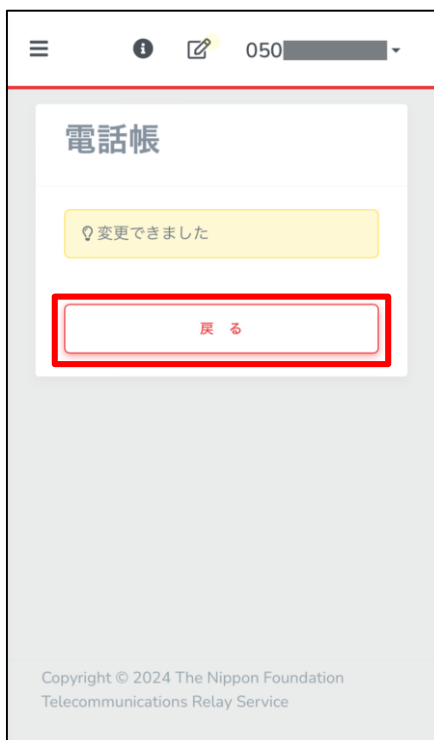 050
電話帳
変更できました
戻 る
Copyright © 2024 The Nippon Foundation
Telecommunications Relay Service